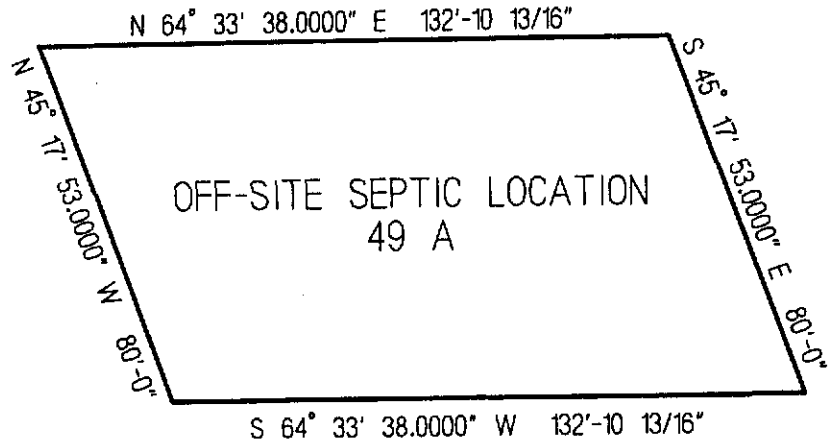 N 64° 33' 38.0000" E 132'-10 13/16"
N 45° 17' 53.0000" W 80'-0"
S 45° 17' 53.0000" E 80'-0"
OFF-SITE SEPTIC LOCATION
49 A
S 64° 33' 38.0000" W 132'-10 13/16"